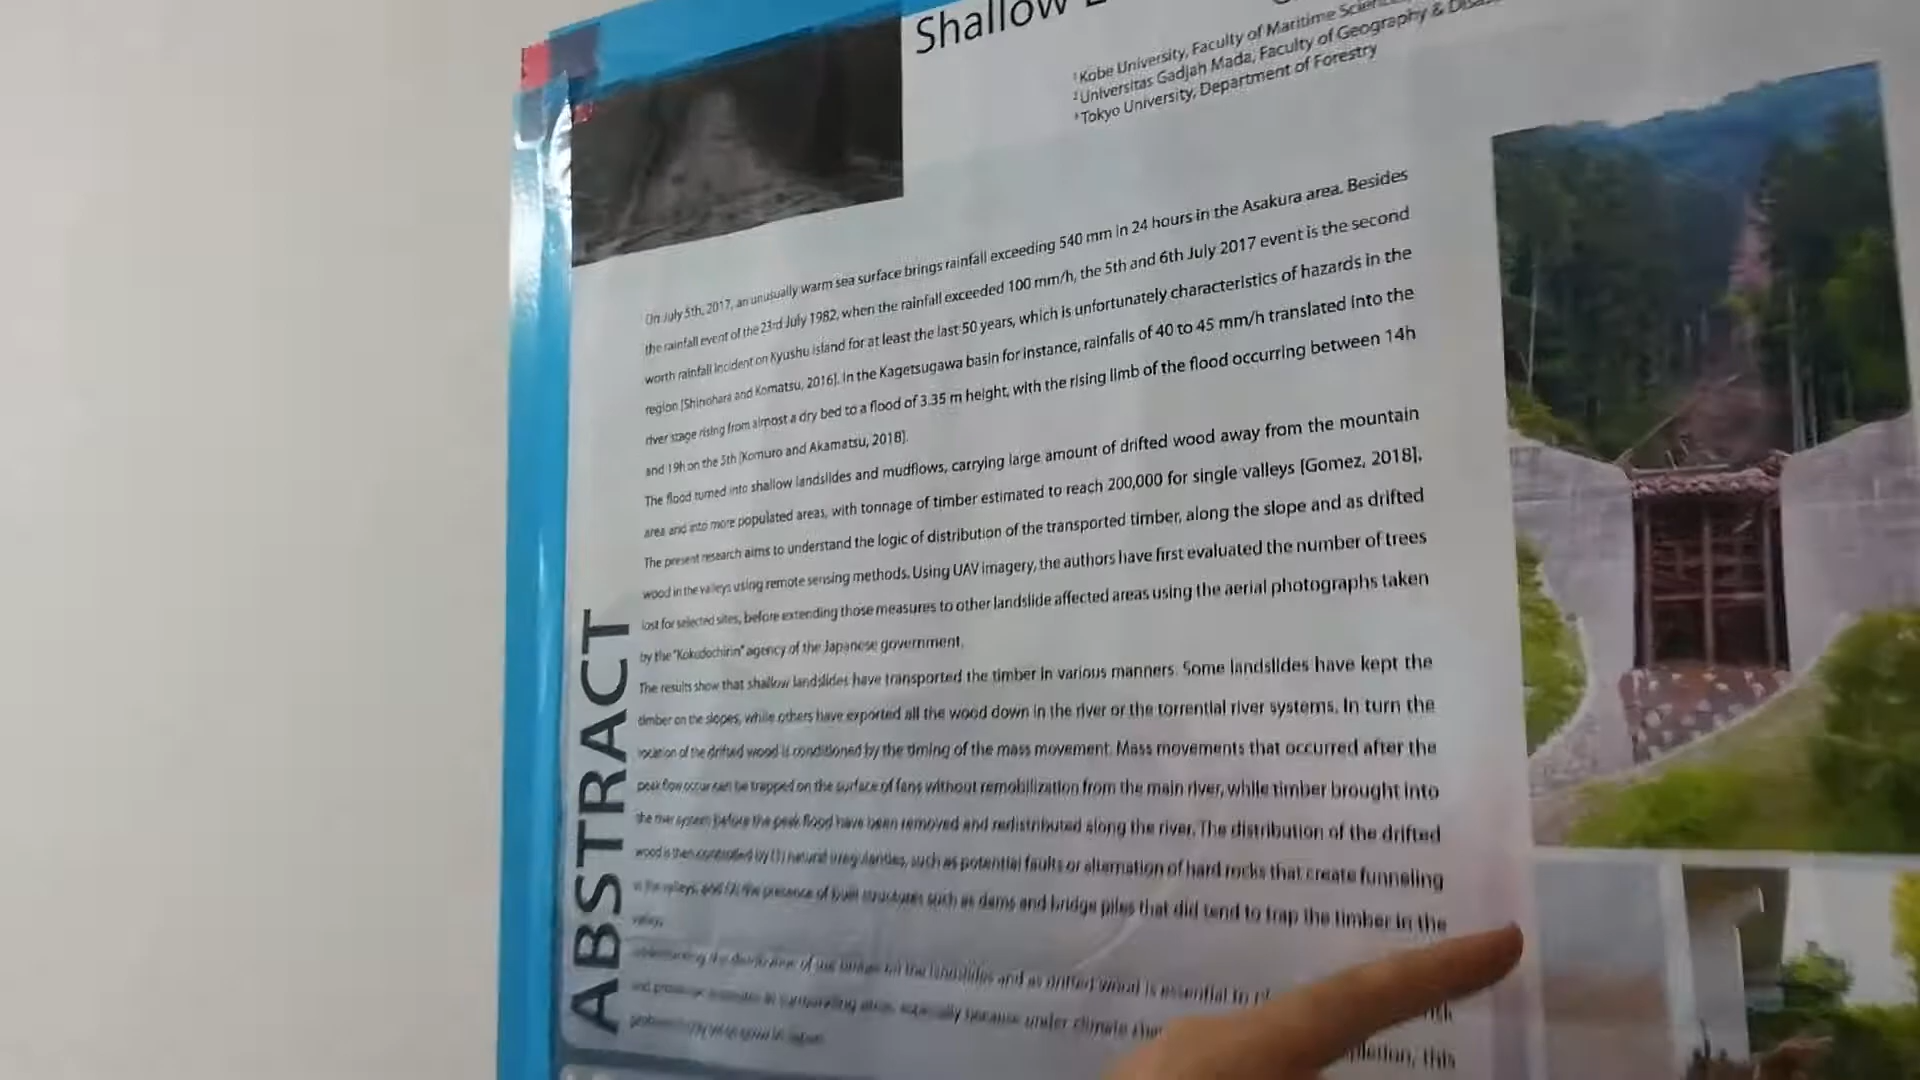 Shallow
¹Kobe University, Faculty of Maritime
²Universitas Gadjah Mada, Faculty of Geography &
³Tokyo University, Department of Forestry
ABSTRACT
On July 5th, 2017, an unusually warm sea surface brings rainfall exceeding 540 mm in 24 hours in the Asakura area. Besides
the rainfall event of the 23rd July 1982, when the rainfall exceeded 100 mm/h, the 5th and 6th July 2017 event is the second
worth rainfall incident on Kyushu island for at least the last 50 years, which is unfortunately characteristics of hazards in the
region [Shinohara and Komatsu, 2016]. In the Kagetsugawa basin for instance, rainfalls of 40 to 45 mm/h translated into the
river stage rising from almost a dry bed to a flood of 3.35 m height, with the rising limb of the flood occurring between 14h
and 19h on the 5th [Komuro and Akamatsu, 2018].
The flood turned into shallow landslides and mudflows, carrying large amount of drifted wood away from the mountain
area and into more populated areas, with tonnage of timber estimated to reach 200,000 for single valleys [Gomez, 2018].
The present research aims to understand the logic of distribution of the transported timber, along the slope and as drifted
wood in the valleys using remote sensing methods. Using UAV imagery, the authors have first evaluated the number of trees
lost for selected sites, before extending those measures to other landslide affected areas using the aerial photographs taken
by the "Kokudochirin" agency of the Japanese government.
The results show that shallow landslides have transported the timber in various manners. Some landslides have kept the
timber on the slopes, while others have exported all the wood down in the river or the torrential river systems. In turn the
location of the drifted wood is conditioned by the timing of the mass movement. Mass movements that occurred after the
peak flow occur can be trapped on the surface of fans without remobilization from the main river, while timber brought into
the river system before the peak flood have been removed and redistributed along the river. The distribution of the drifted
wood is then controlled by (1) natural irregularities, such as potential faults or alternation of hard rocks that create funneling
in the valleys, and (2) the presence of built structures such as dams and bridge piles that did tend to trap the timber in the
valleys.
the landslides and as drifted wood is essential to
surrounding areas, especially because under climate
this